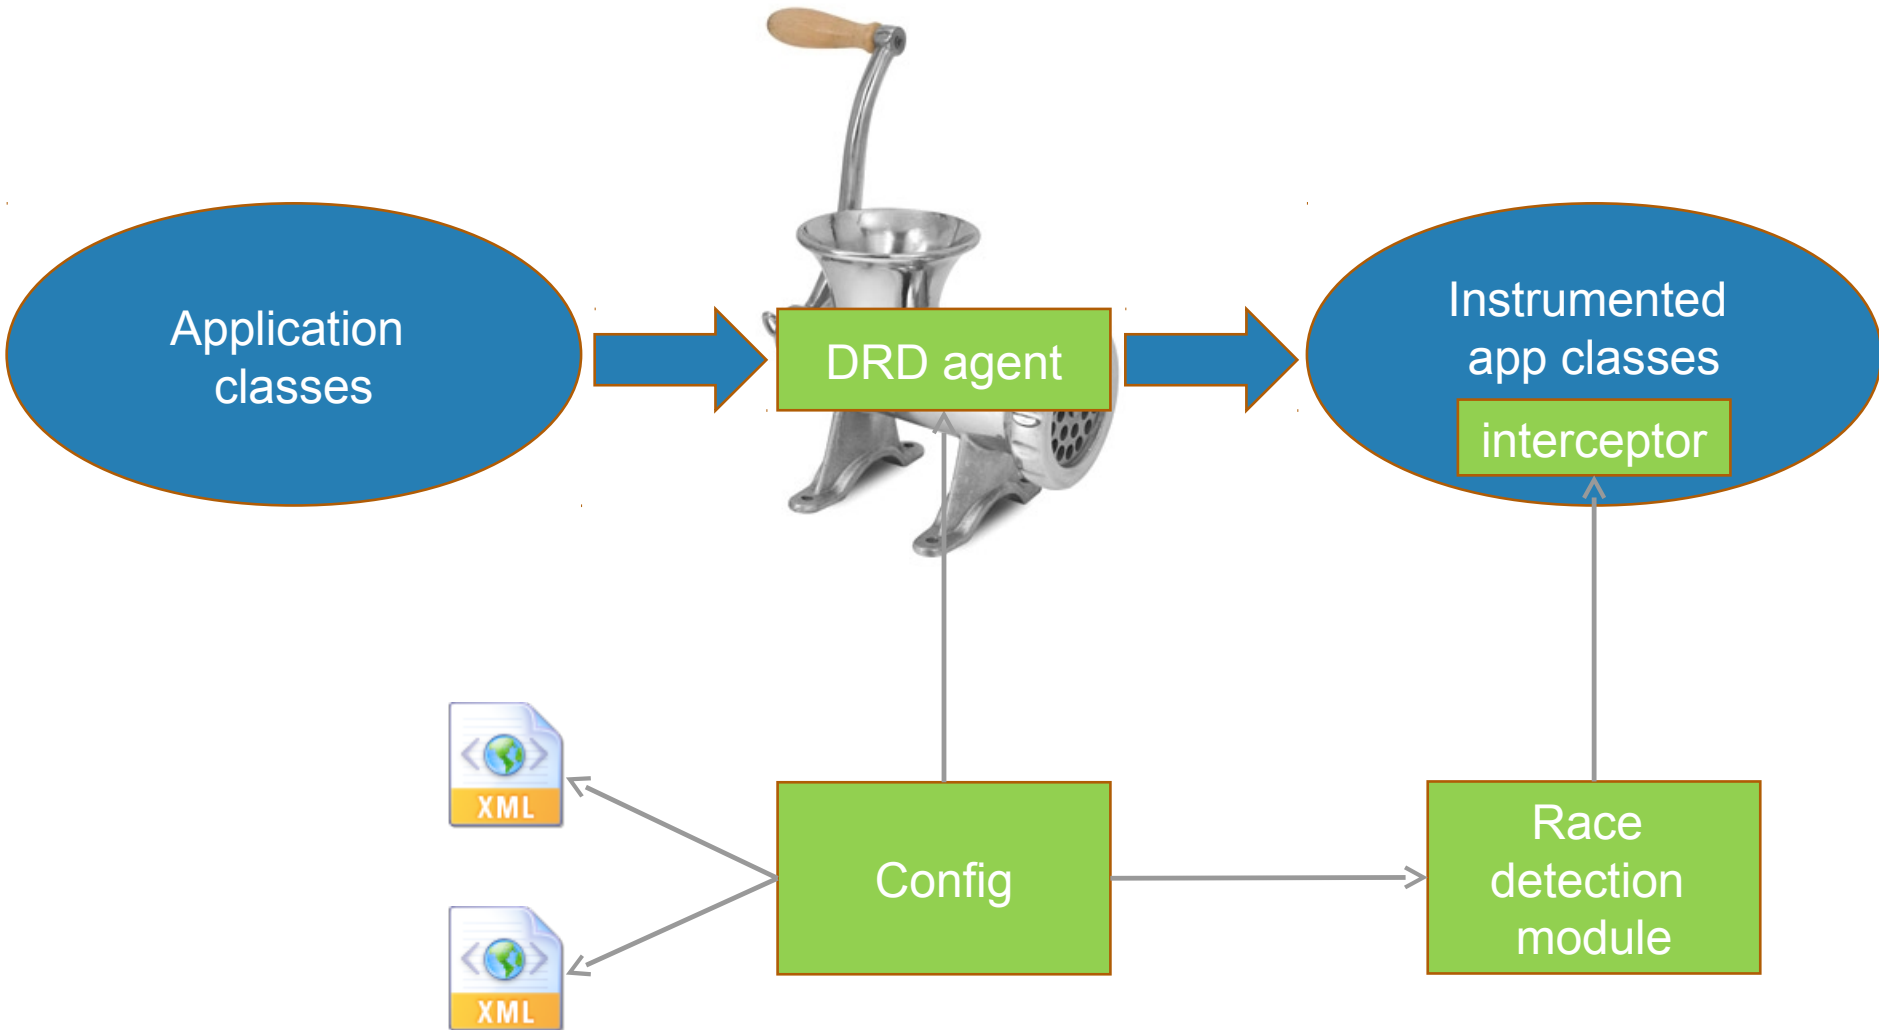 Application
classes
DRD agent
Instrumented
app classes
interceptor
XML
XML
Config
Race
detection
module